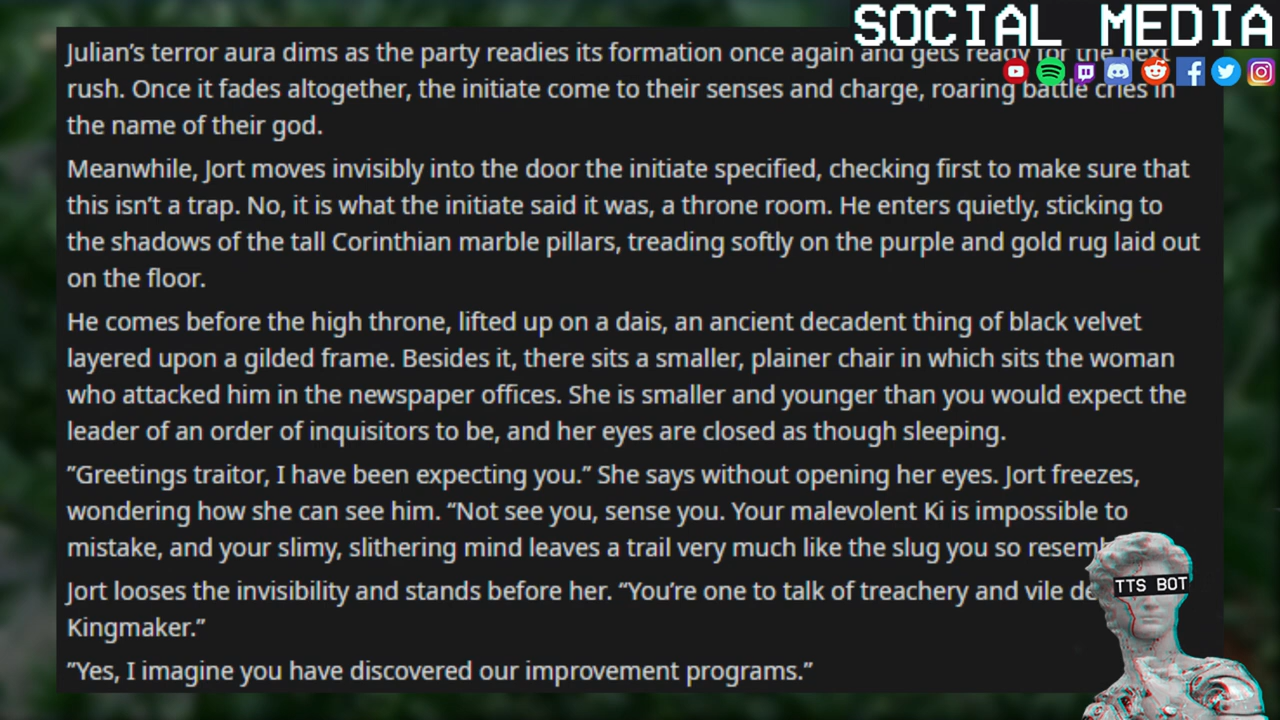 SOCIAL MEDIA
Julian’s terror aura dims as the party readies its formation once again and gets ready for the next
rush. Once it fades altogether, the initiate come to their senses and charge, roaring battle cries in
the name of their god.
Meanwhile, Jort moves invisibly into the door the initiate specified, checking first to make sure that
this isn’t a trap. No, it is what the initiate said it was, a throne room. He enters quietly, sticking to
the shadows of the tall Corinthian marble pillars, treading softly on the purple and gold rug laid out
on the floor.
He comes before the high throne, lifted up on a dais, an ancient decadent thing of black velvet
layered upon a gilded frame. Besides it, there sits a smaller, plainer chair in which sits the woman
who attacked him in the newspaper offices. She is smaller and younger than you would expect the
leader of an order of inquisitors to be, and her eyes are closed as though sleeping.
”Greetings traitor, I have been expecting you.” She says without opening her eyes. Jort freezes,
wondering how she can see him. “Not see you, sense you. Your malevolent Ki is impossible to
mistake, and your slimy, slithering mind leaves a trail very much like the slug you so
Jort looses the invisibility and stands before her. “You’re one to talk of treachery and vile
Kingmaker.”
”Yes, I imagine you have discovered our improvement programs.”
TTS BOT